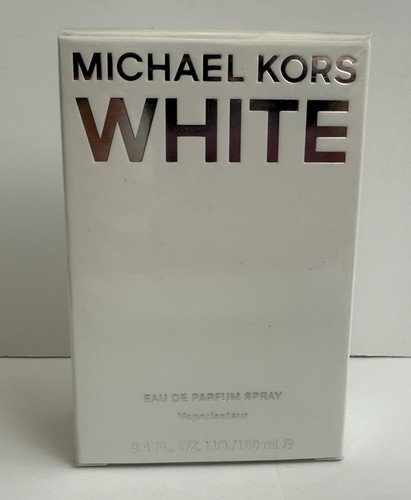 MICHAEL KORS
WHITE
EAU DE PARFUM SPRAY
Vaporisateur
3.4 FL. OZ. LIQ./100 ml ℮